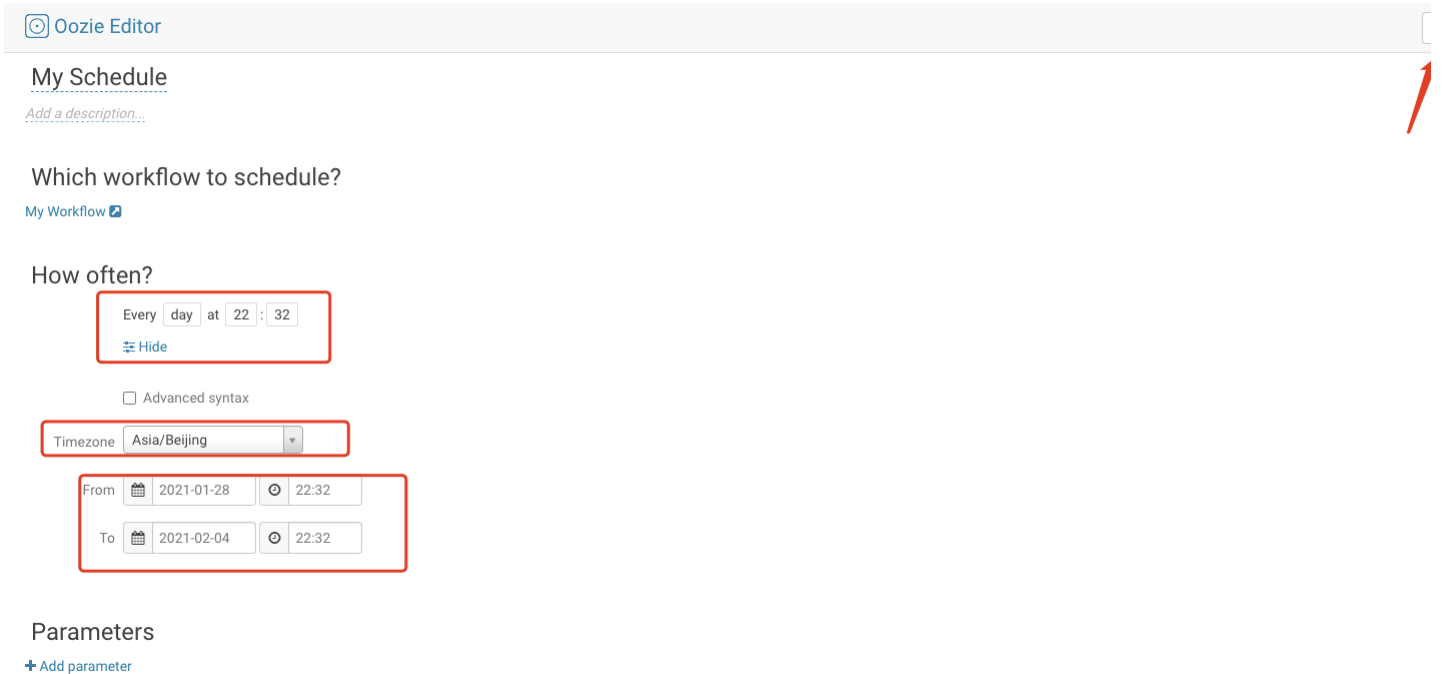 Oozie Editor
My Schedule
Add a description...
Which workflow to schedule?
My Workflow
How often?
Every day at 22 : 32
Hide
Advanced syntax
Timezone Asia/Beijing
From 2021-01-28 22:32
To 2021-02-04 22:32
Parameters
Add parameter